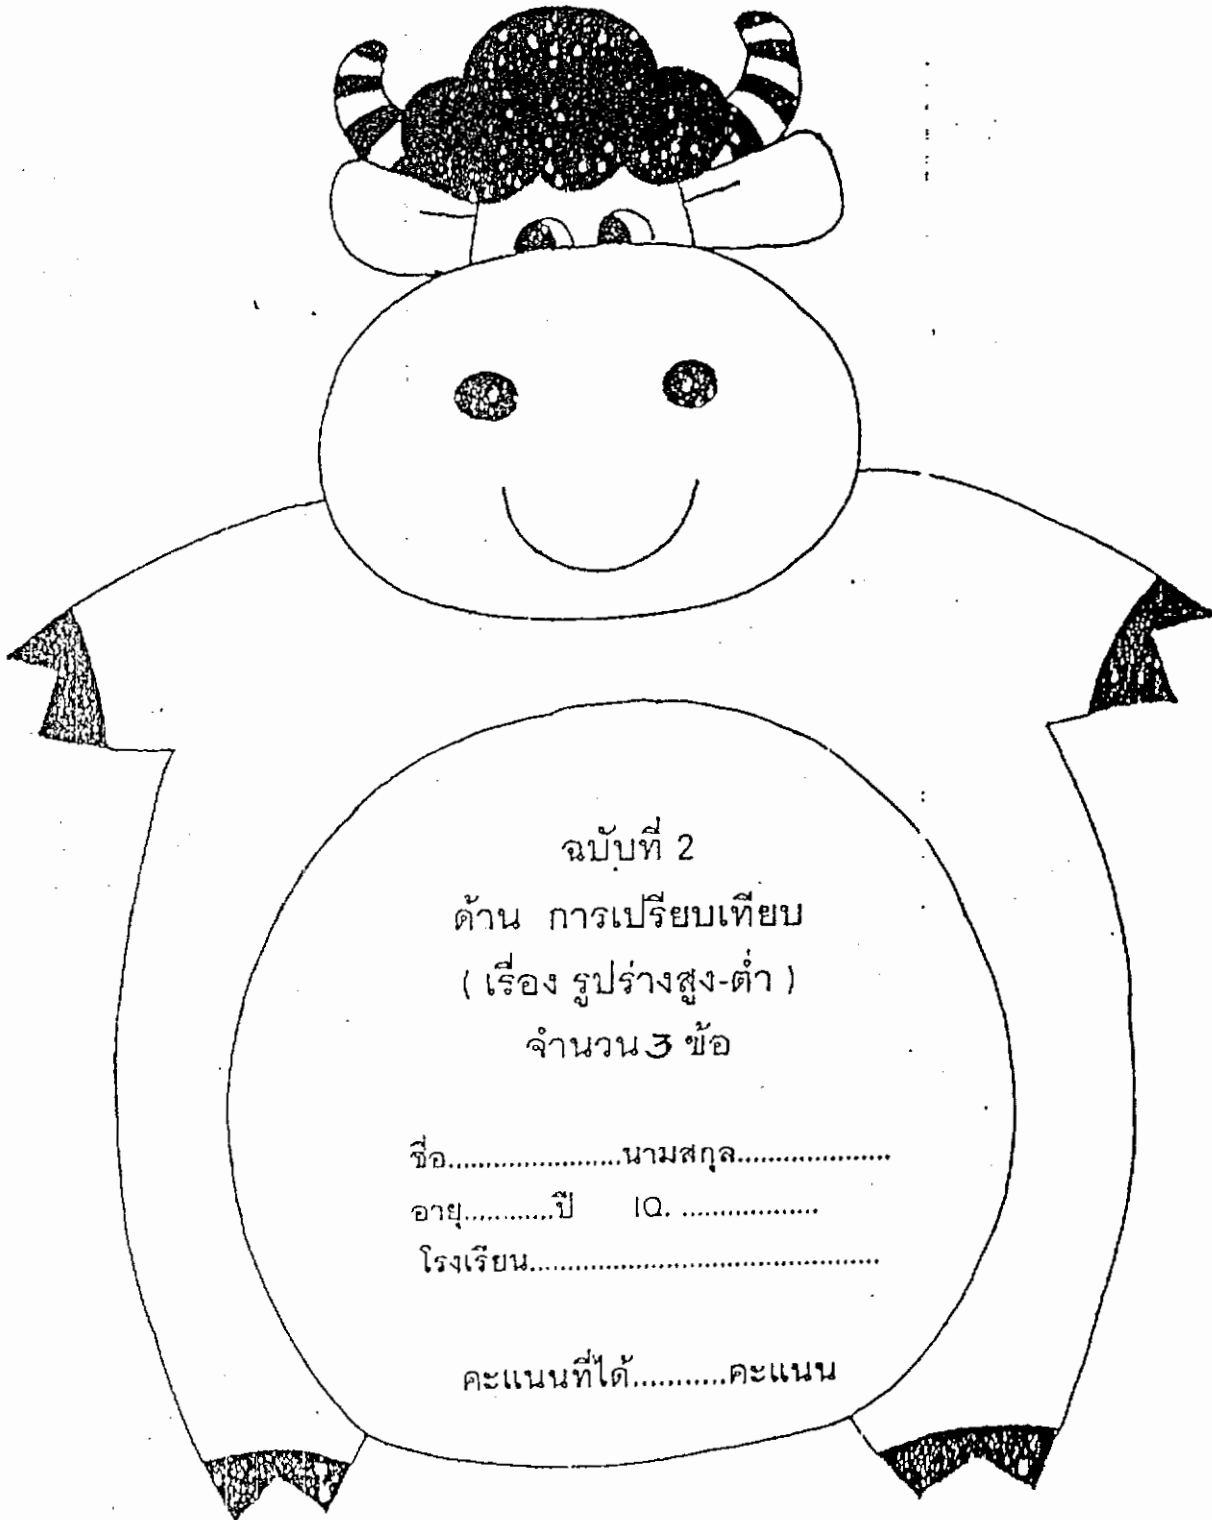 ฉบับที่ 2
ด้าน การเปรียบเทียบ
( เรื่อง รูปร่างสูง-ต่ำ )
จำนวน 3 ข้อ
ชื่อ......................นามสกุล....................
อายุ............ปี IQ. ..................
โรงเรียน.............................................
คะแนนที่ได้............คะแนน